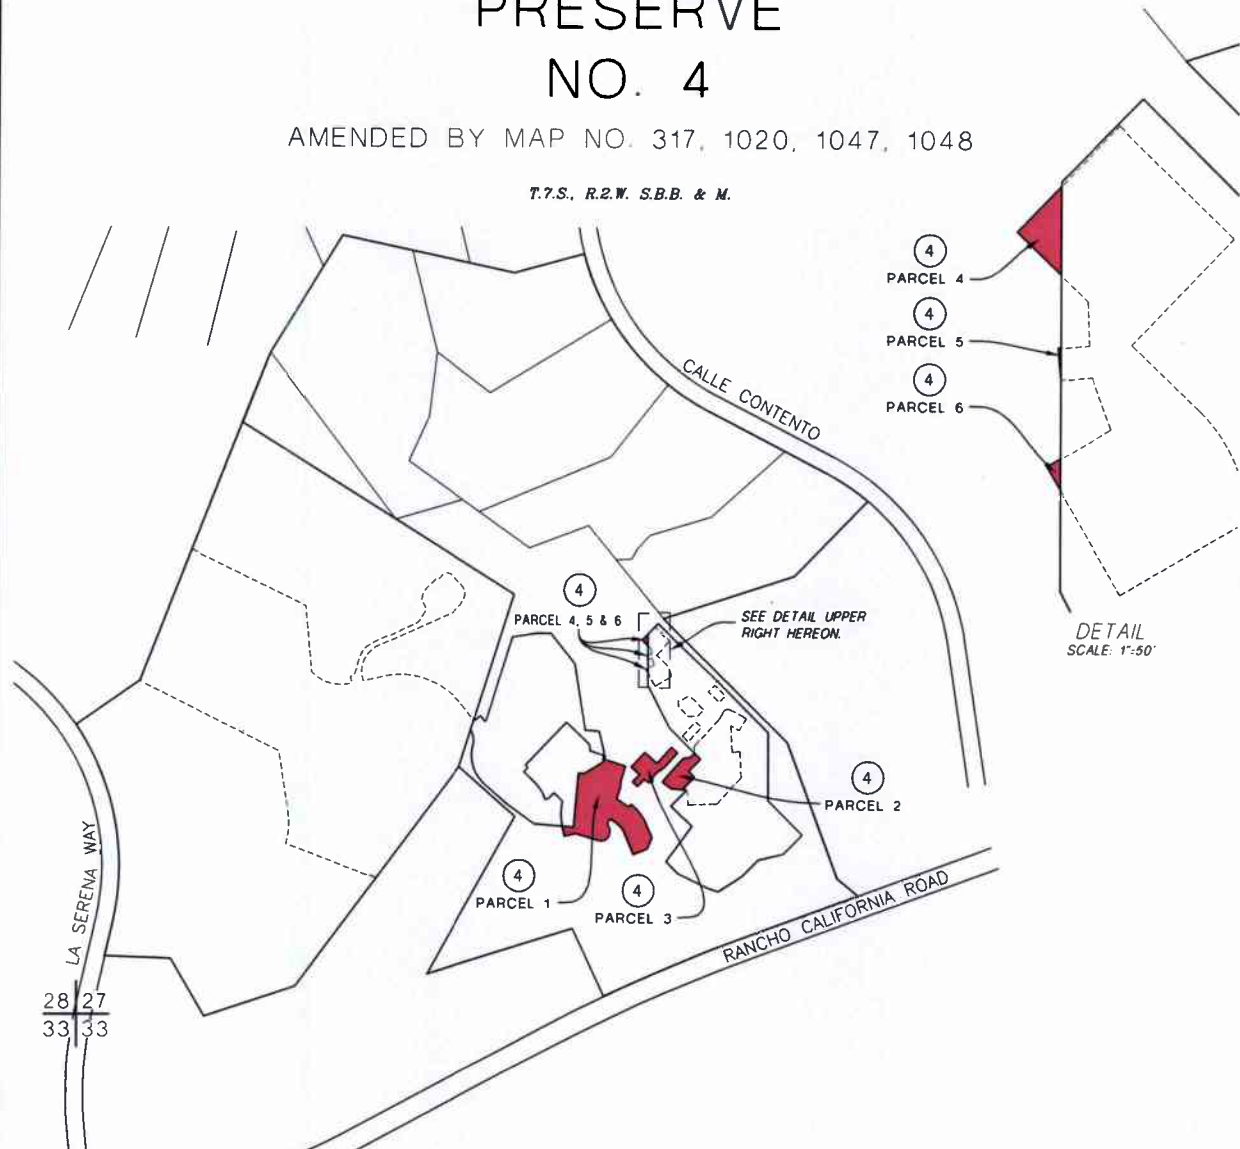 PRESERVE
NO. 4
AMENDED BY MAP NO. 317, 1020, 1047, 1048
T.7.S., R.2.W. S.B.B. & M.
4
PARCEL 4
4
PARCEL 5
4
PARCEL 6
CALLE CONTENTO
4
PARCEL 4, 5 & 6
SEE DETAIL UPPER
RIGHT HEREON.
DETAIL
SCALE: 1"=50'
4
PARCEL 2
4
PARCEL 1
4
PARCEL 3
LA SERENA WAY
RANCHO CALIFORNIA ROAD
28 27
33 33